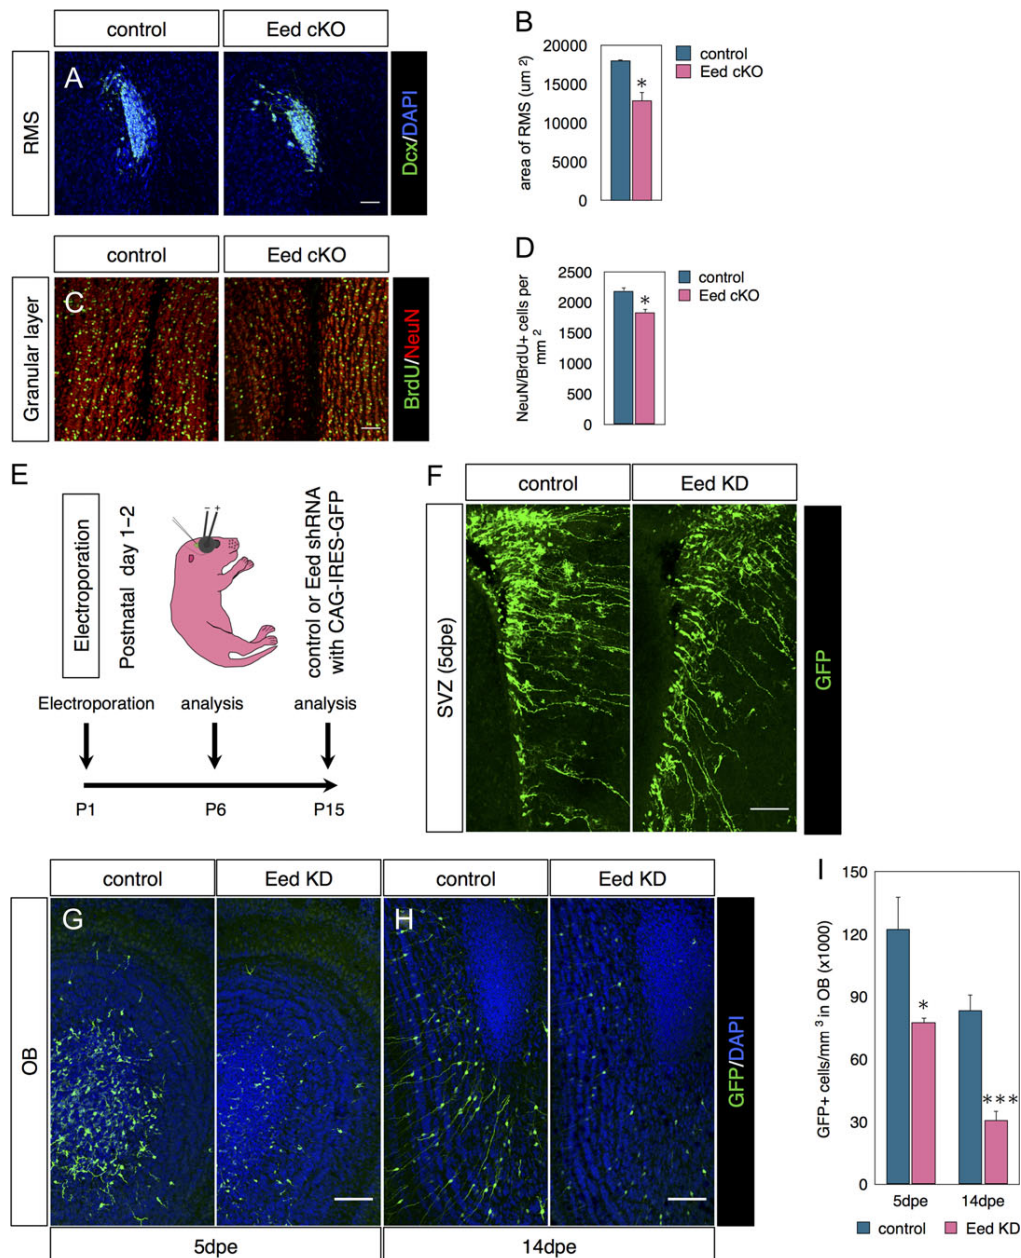 control
Eed cKO
RMS
A
Dcx/DAPI
B
20000
15000
10000
5000
0
area of RMS (um 2)
*
control
Eed cKO
control
Eed cKO
Granular layer
C
BrdU/NeuN
D
2500
2000
1500
1000
500
0
NeuN/BrdU+ cells per
mm 2
*
control
Eed cKO
E
Electroporation
Postnatal day 1-2
- +
control or Eed shRNA
with CAG-IRES-GFP
Electroporation
analysis
analysis
P1
P6
P15
F
control
Eed KD
SVZ (5dpe)
GFP
control
Eed KD
control
Eed KD
OB
G
H
GFP/DAPI
5dpe
14dpe
I
150
120
90
60
30
0
GFP+ cells/mm 3 in OB (x1000)
*
***
5dpe
14dpe
control
Eed KD